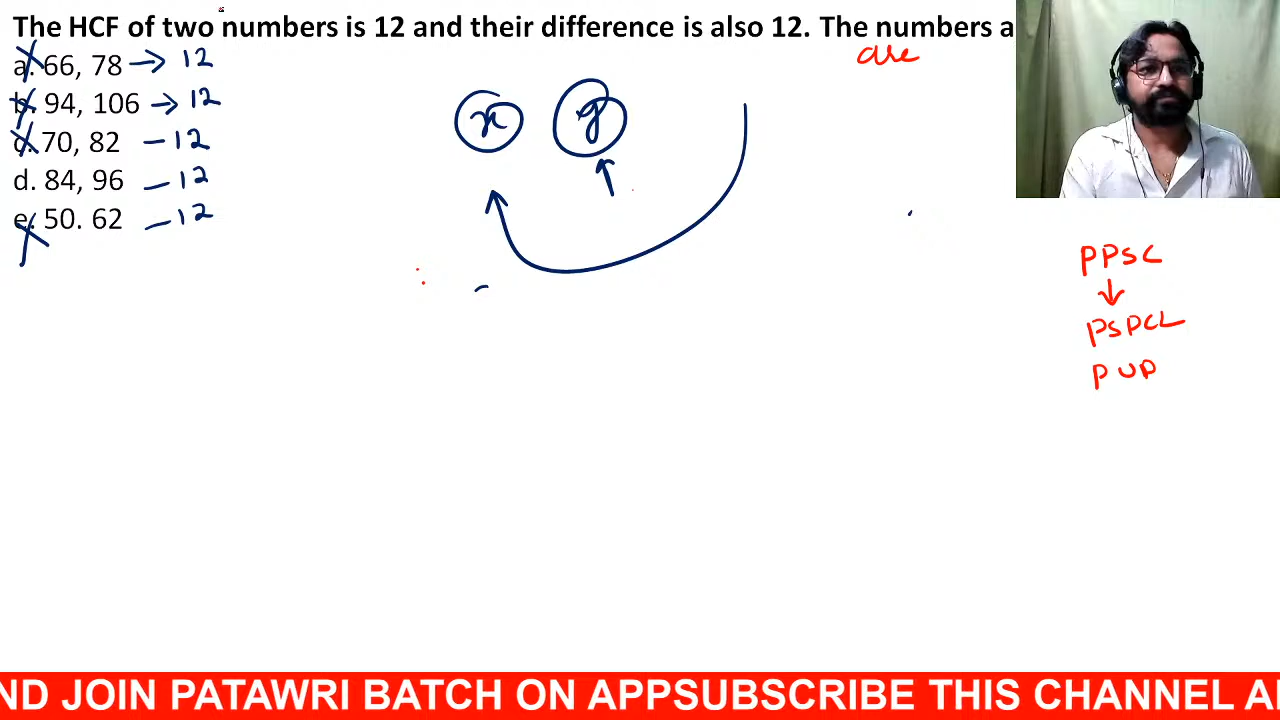 The HCF of two numbers is 12 and their difference is also 12. The numbers a
are
a. 66, 78 → 12
b. 94, 106 → 12
c. 70, 82 – 12
d. 84, 96 – 12
e. 50. 62 – 12
x y
PPSC
↓
PSPCL
PUP
ND JOIN PATAWRI BATCH ON APPSUBSCRIBE THIS CHANNEL A